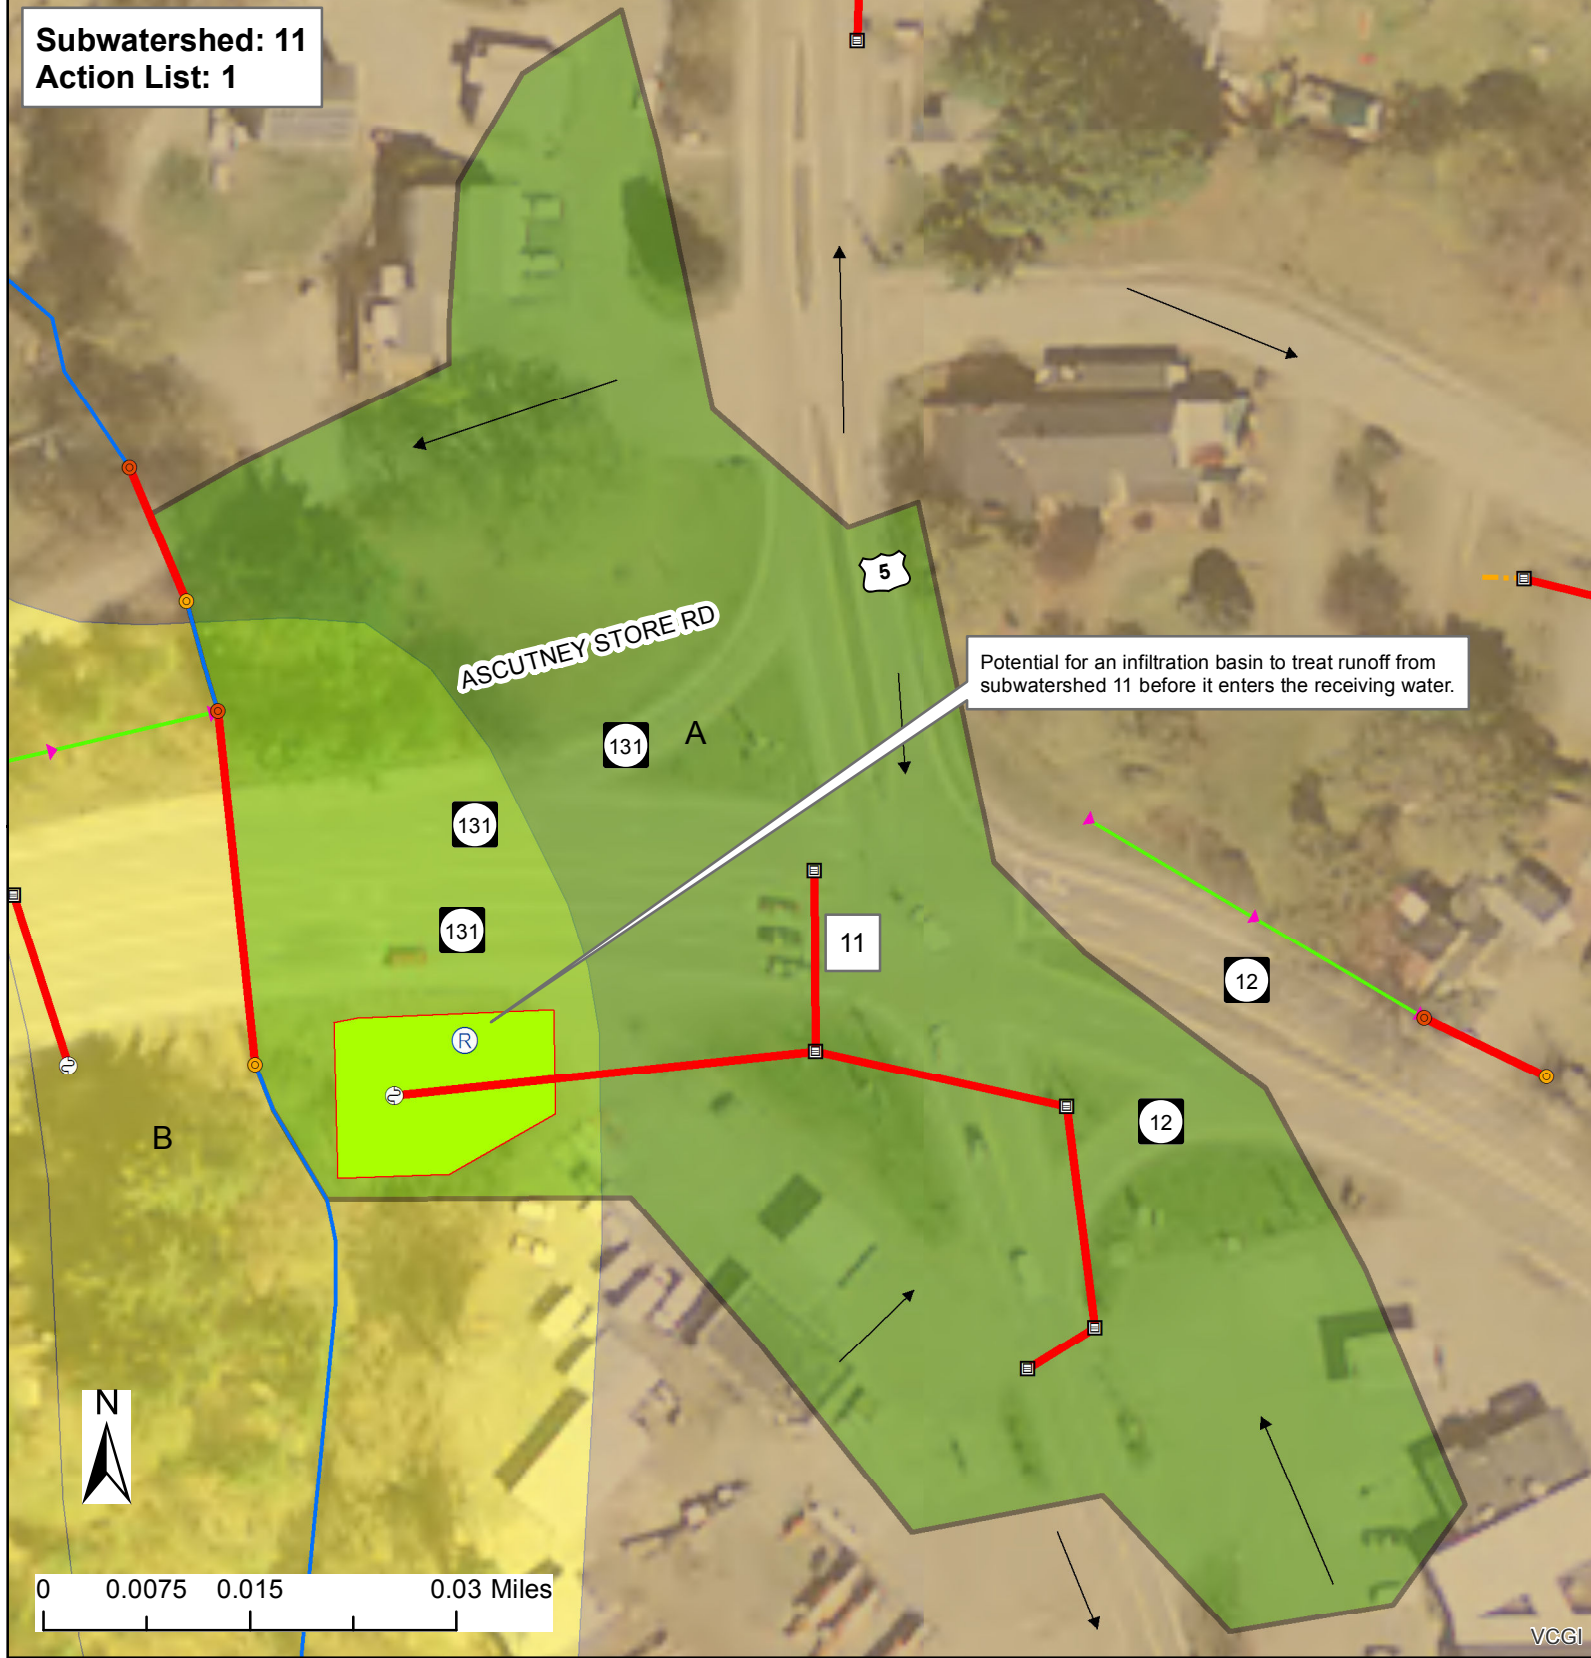 Subwatershed: 11
Action List: 1
5
ASCUTNEY STORE RD
Potential for an infiltration basin to treat runoff from
subwatershed 11 before it enters the receiving water.
131
A
131
131
11
12
R
12
B
N
0 0.0075 0.015 0.03 Miles
VCGI